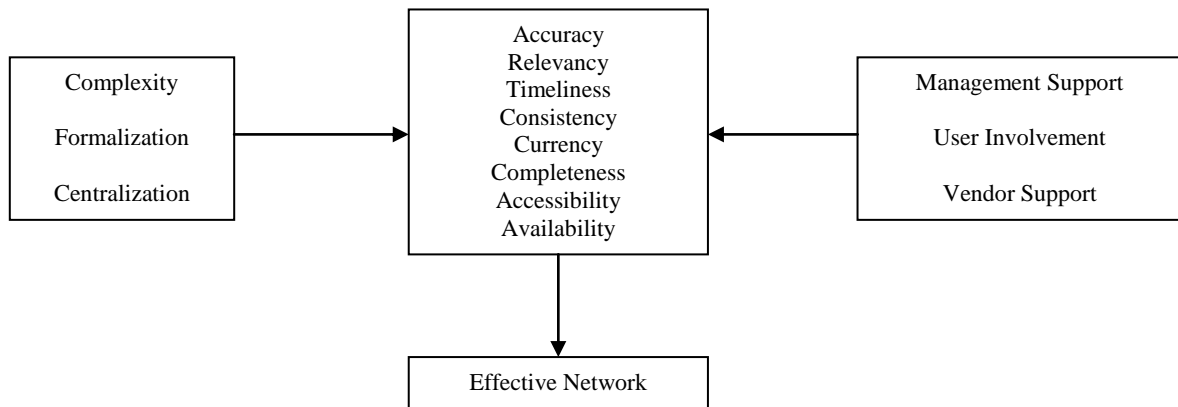 Complexity
Formalization
Centralization
Accuracy
Relevancy
Timeliness
Consistency
Currency
Completeness
Accessibility
Availability
Management Support
User Involvement
Vendor Support
Effective Network